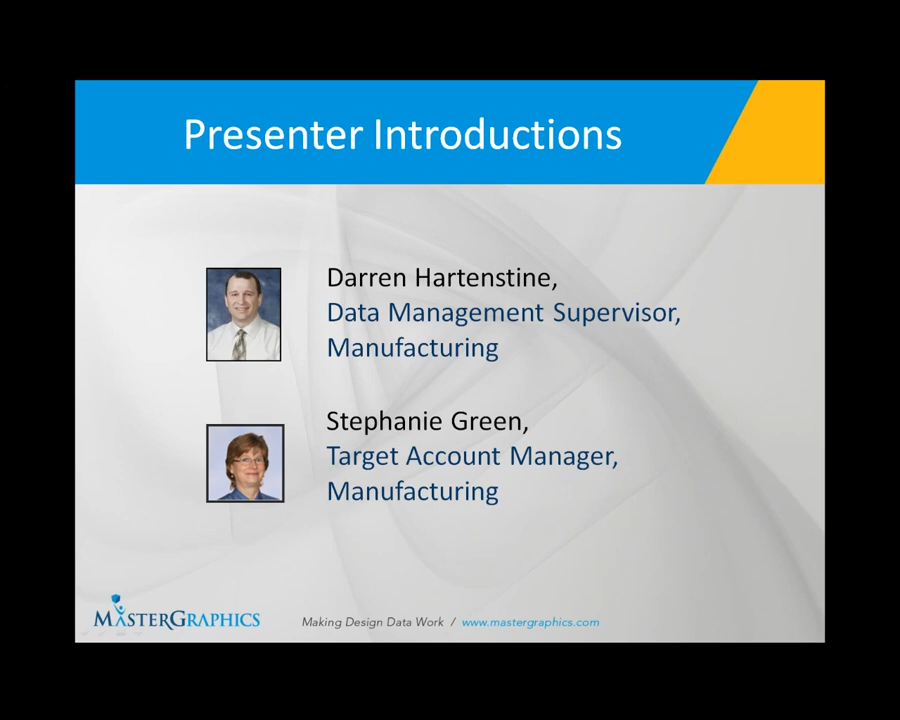 Presenter Introductions
Darren Hartenstine,
Data Management Supervisor,
Manufacturing
Stephanie Green,
Target Account Manager,
Manufacturing
MASTERGRAPHICS
Making Design Data Work / www.mastergraphics.com